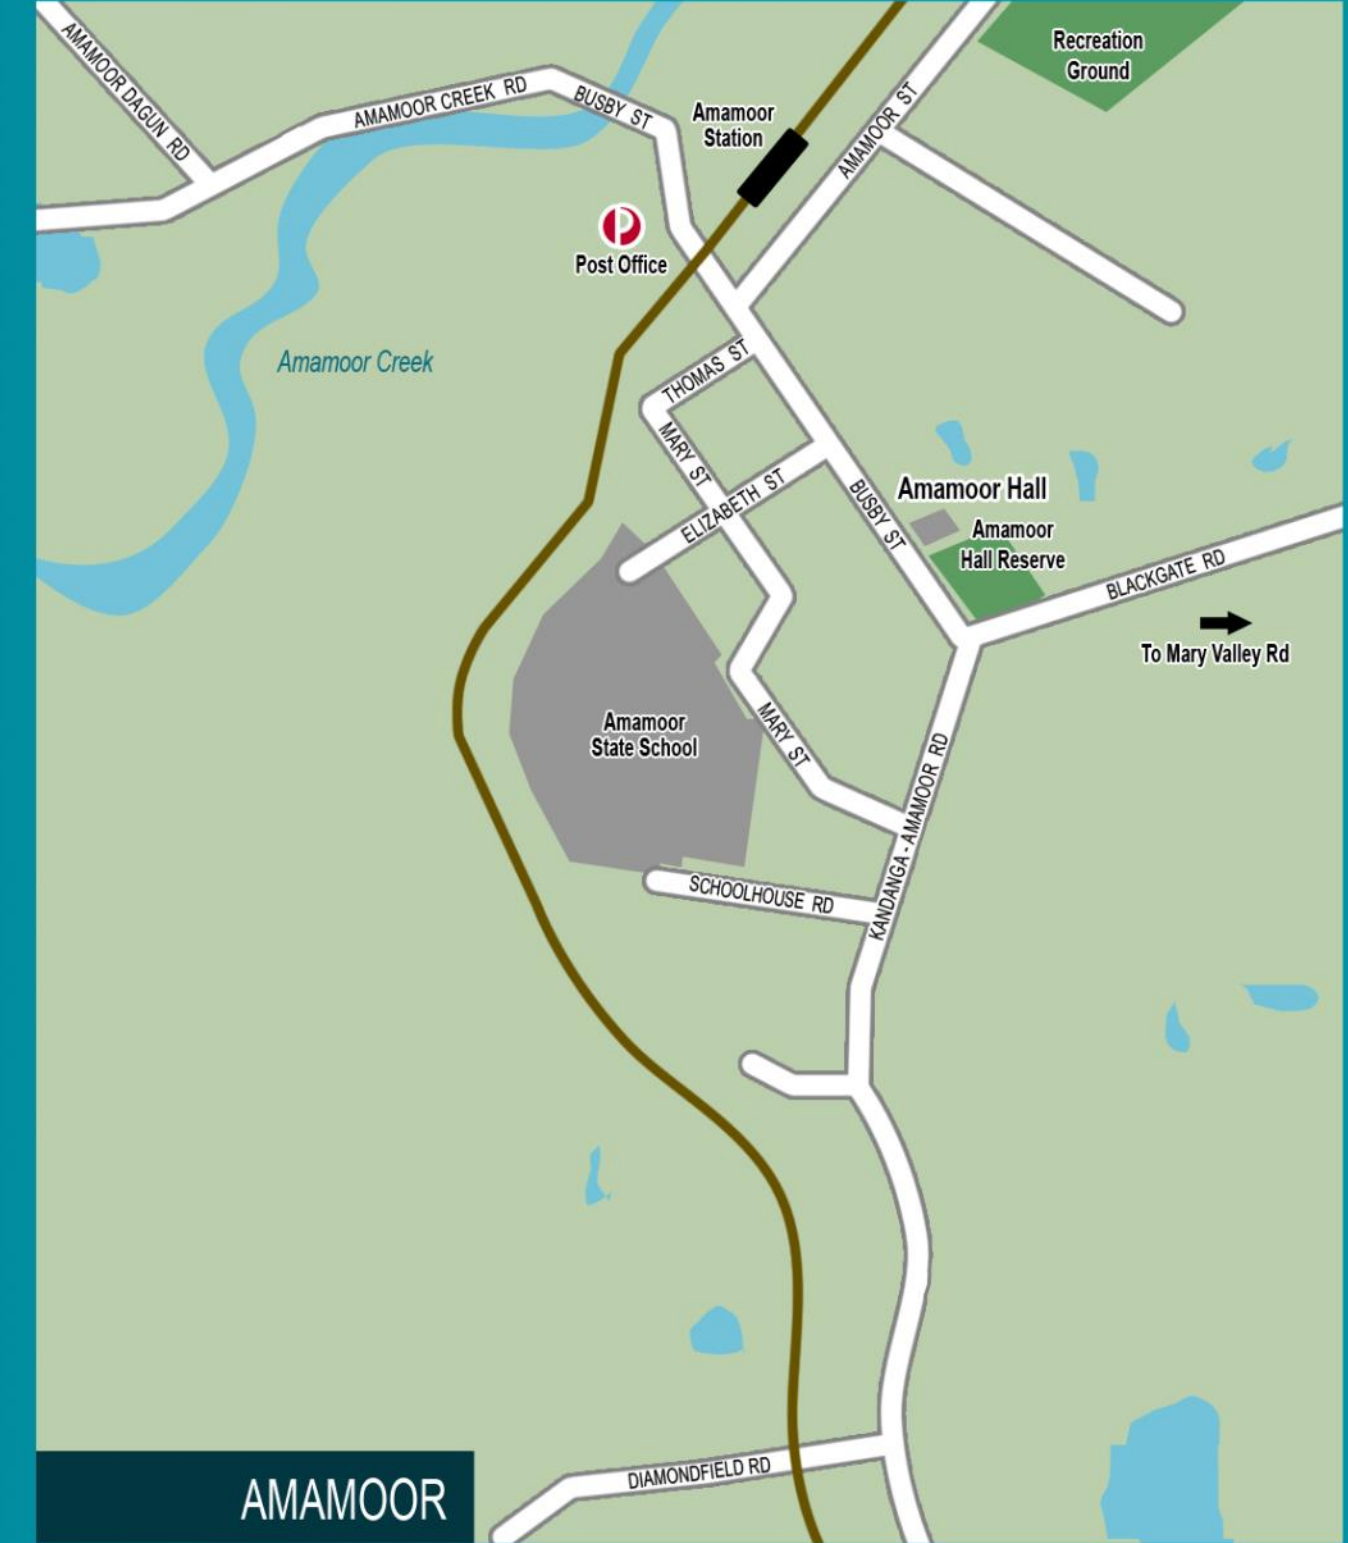 Recreation
Ground
AMAMOOR DAGUN RD
AMAMOOR CREEK RD
BUSBY ST
Amamoor
Station
AMAMOOR ST
P
Post Office
Amamoor Creek
THOMAS ST
MARY ST
ELIZABETH ST
BUSBY ST
Amamoor Hall
Amamoor
Hall Reserve
BLACKGATE RD
To Mary Valley Rd
Amamoor
State School
MARY ST
KANDANGA - AMAMOOR RD
SCHOOLHOUSE RD
DIAMONDFIELD RD
AMAMOOR